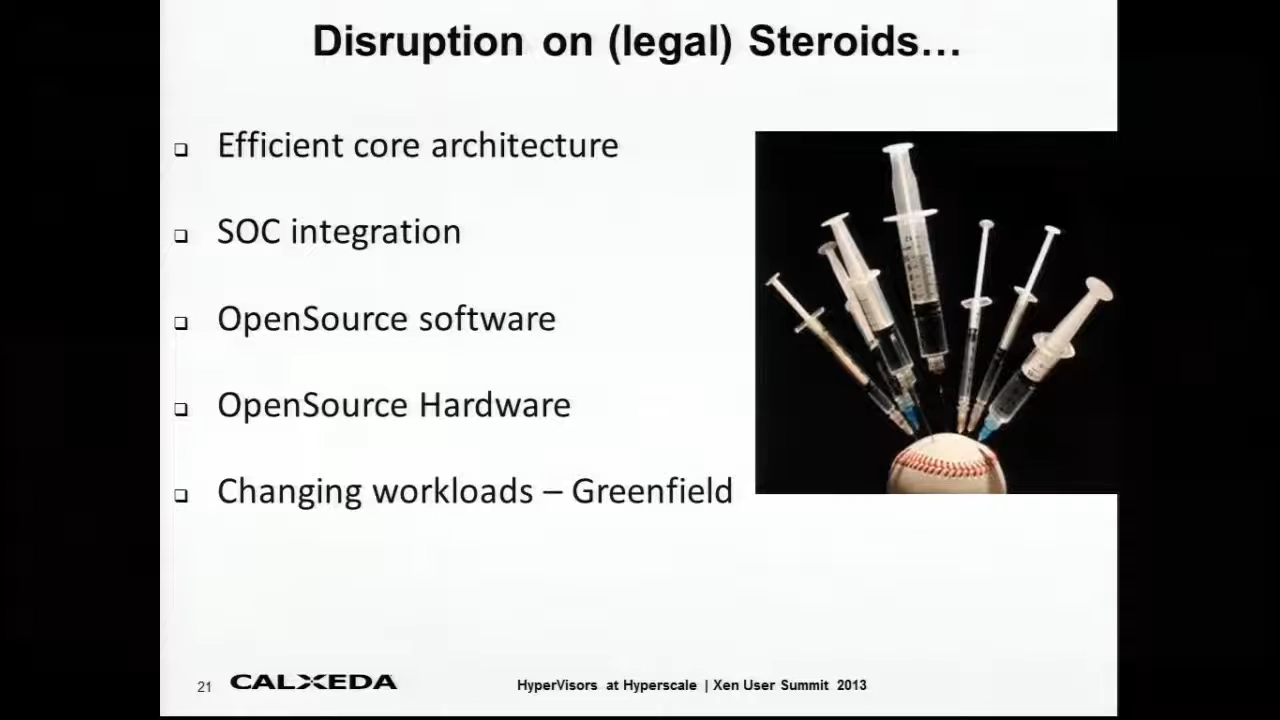 Disruption on (legal) Steroids…
Efficient core architecture
SOC integration
OpenSource software
OpenSource Hardware
Changing workloads – Greenfield
21 CALXEDA HyperVisors at Hyperscale | Xen User Summit 2013